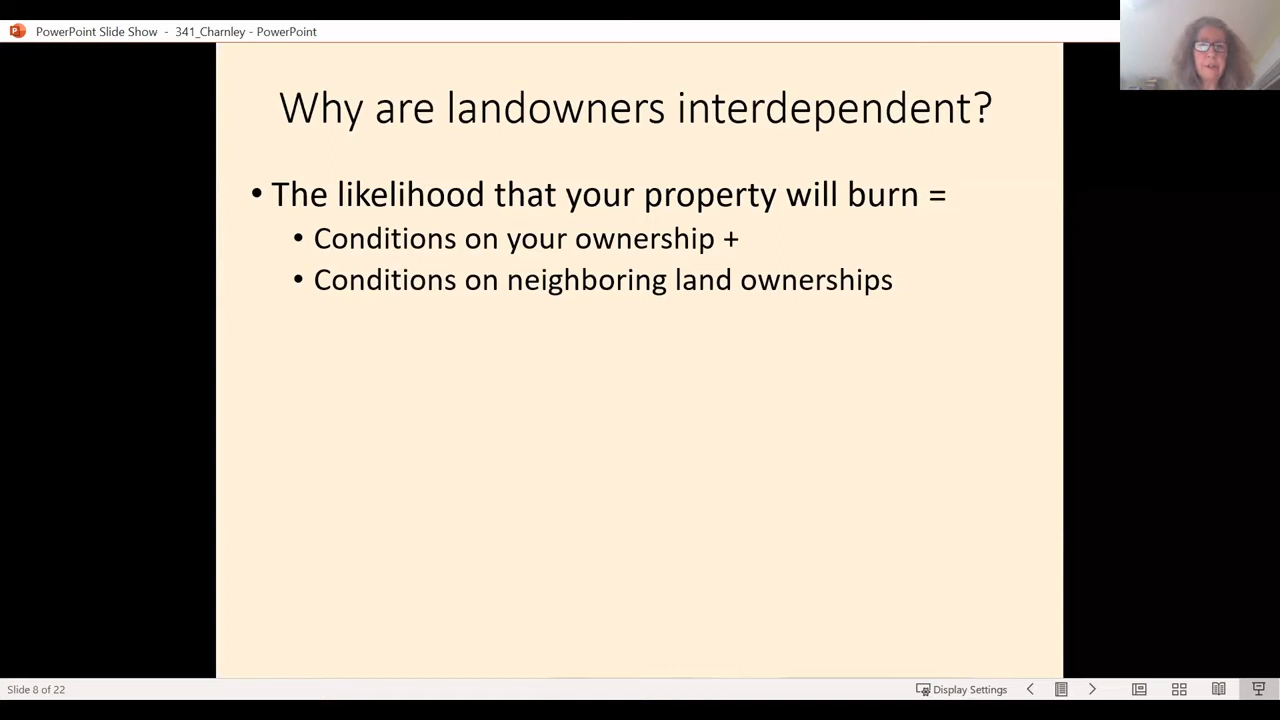 PowerPoint Slide Show - 341_Charnley - PowerPoint
Why are landowners interdependent?
• The likelihood that your property will burn =
• Conditions on your ownership +
• Conditions on neighboring land ownerships
Slide 8 of 22
Display Settings